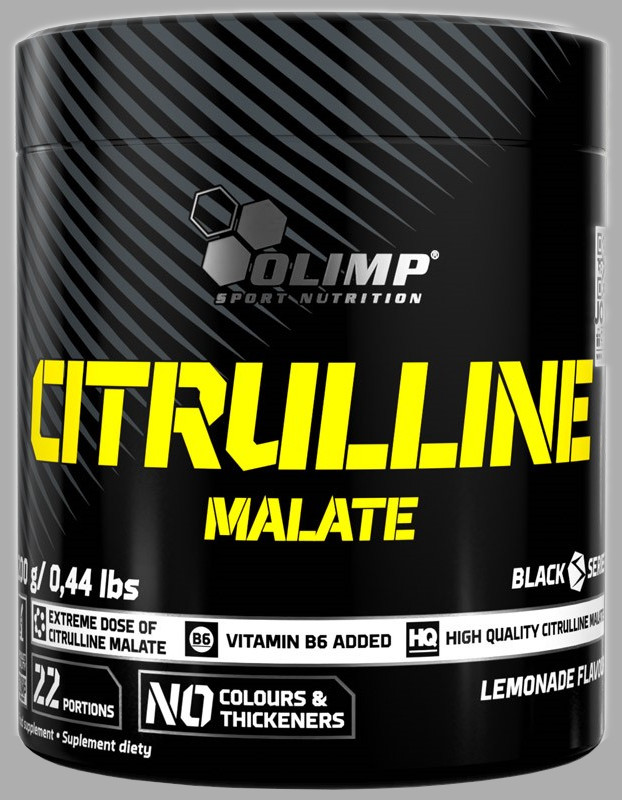 OLIMP®
SPORT NUTRITION
CITRULLINE
MALATE
g/ 0,44 lbs
BLACK
EXTREME DOSE OF
CITRULLINE MALATE
B6 VITAMIN B6 ADDED
HQ HIGH QUALITY CITRULLINE
22 PORTIONS
NO COLOURS &
THICKENERS
LEMONADE
• Suplement diety